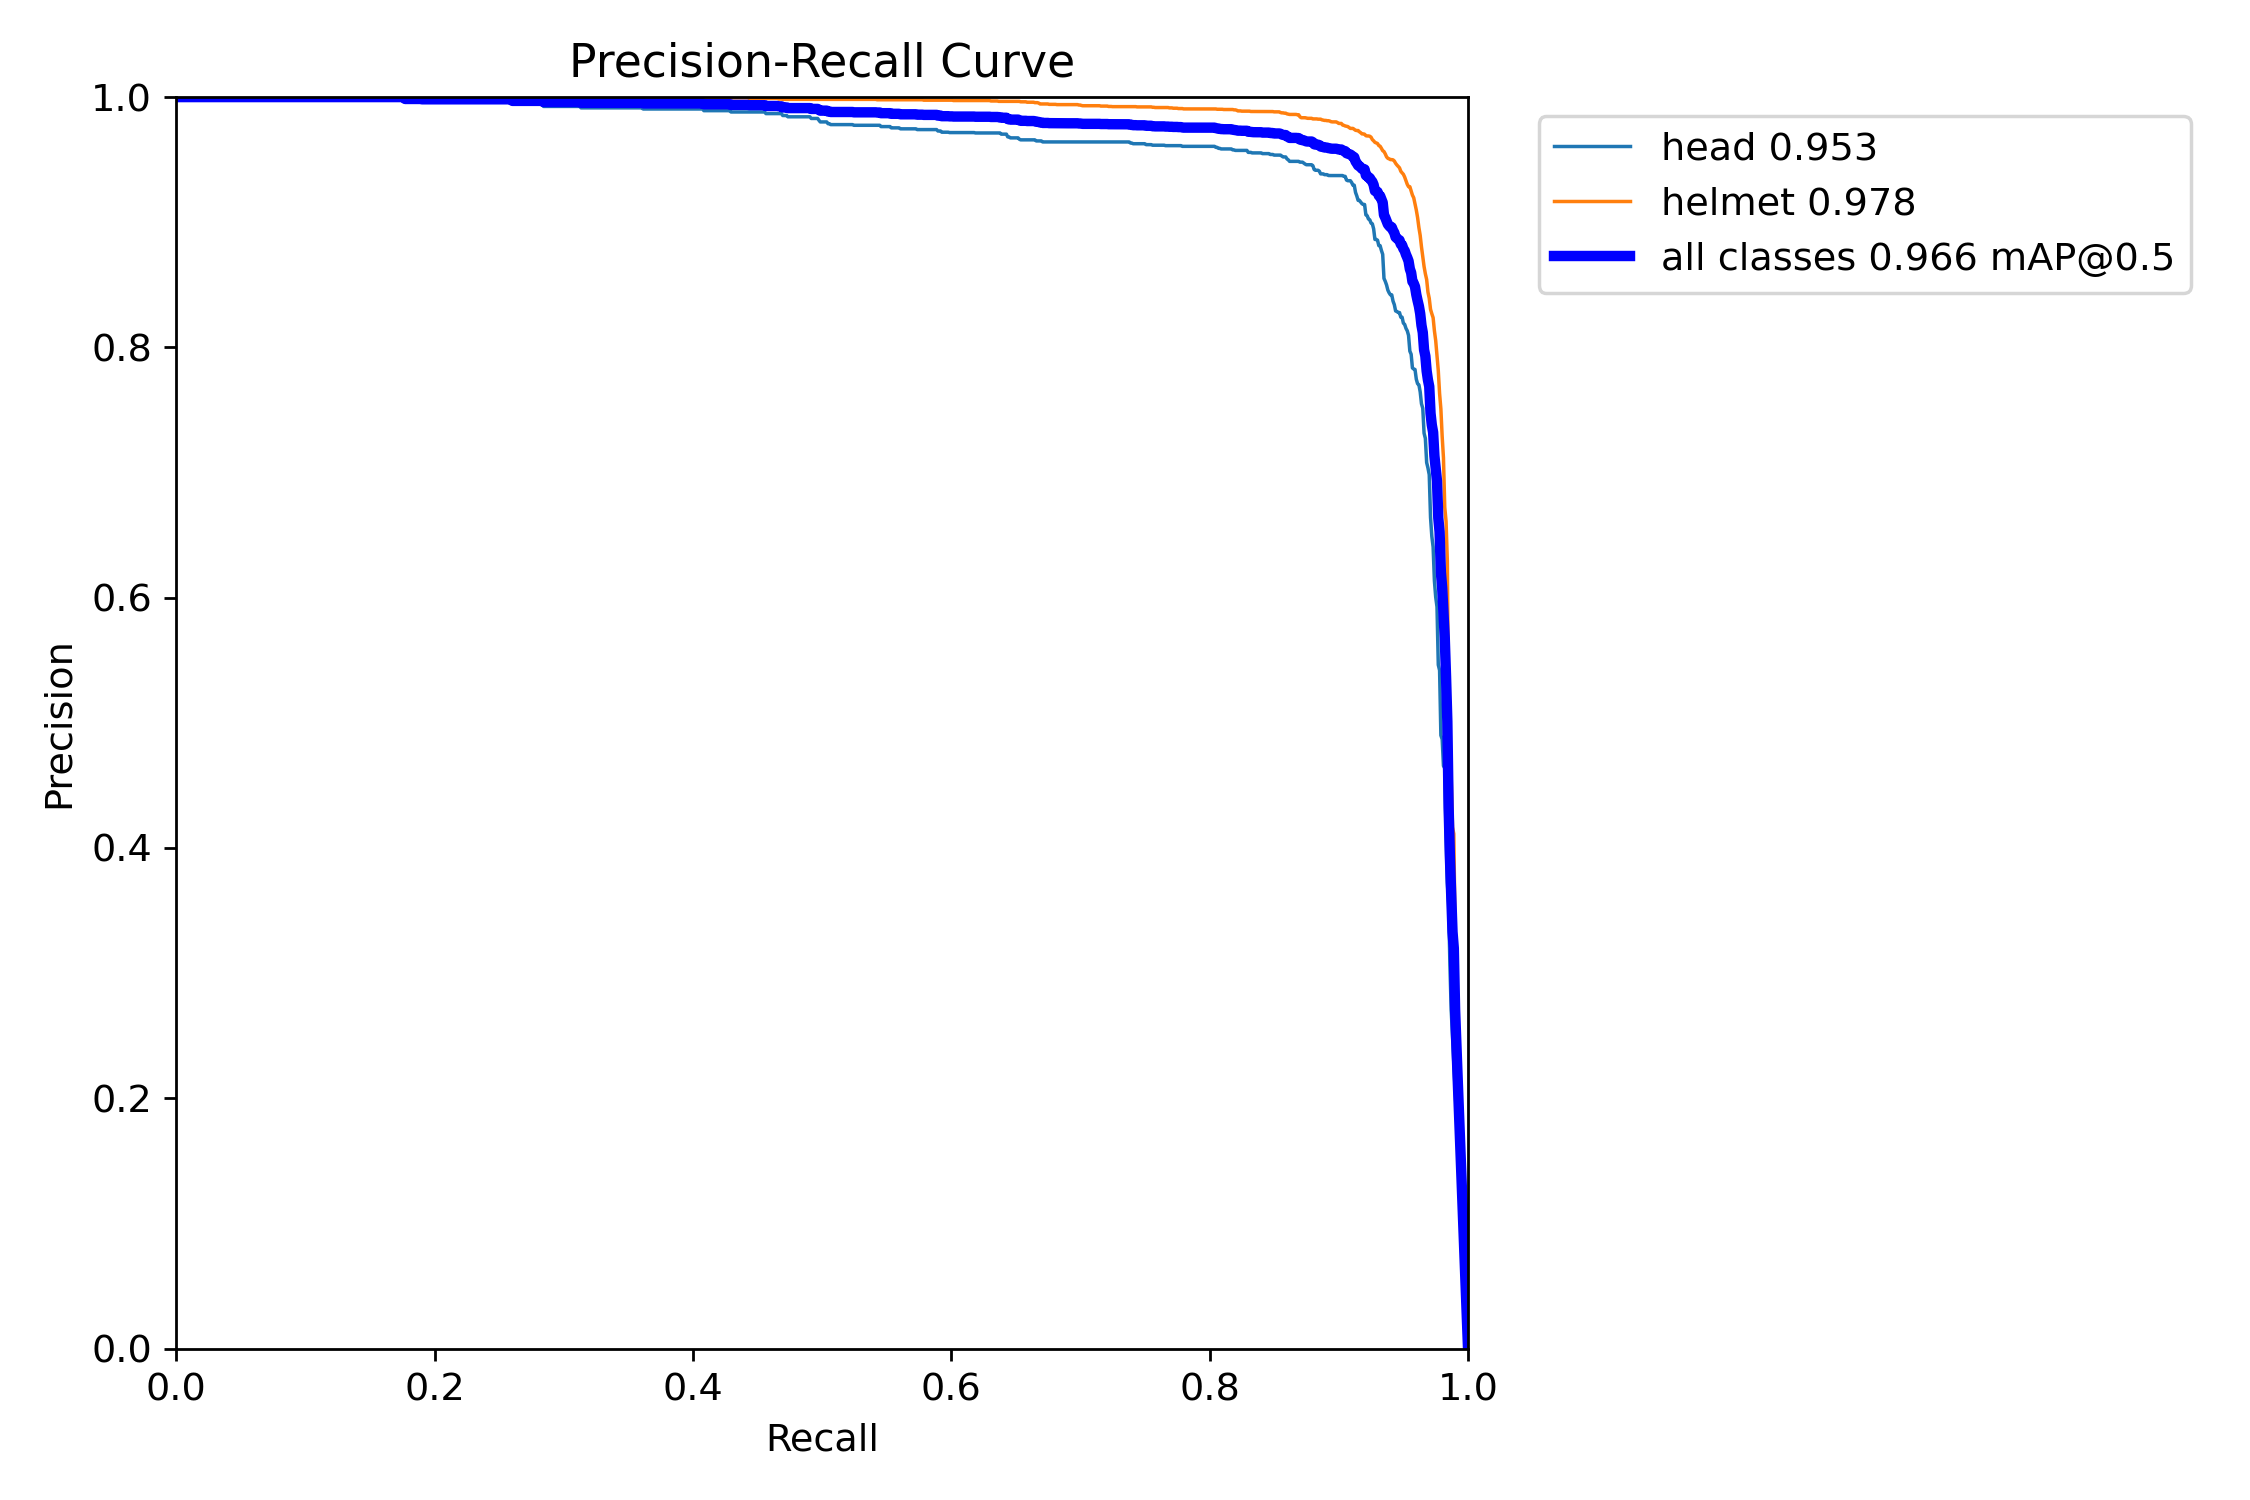 Precision-Recall Curve
1.0
0.8
0.6
0.4
0.2
0.0
Precision
0.0 0.2 0.4 0.6 0.8 1.0
Recall
head 0.953
helmet 0.978
all classes 0.966 mAP@0.5